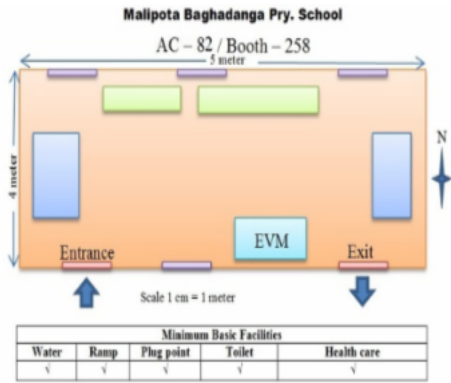 Malipota Baghadanga Pry. School
AC – 82 / Booth – 258
5 meter
4 meter
N
EVM
Entrance
Exit
Scale 1 cm = 1 meter
Minimum Basic Facilities
Water Ramp Plug point Toilet Health care
√ √ √ √ √